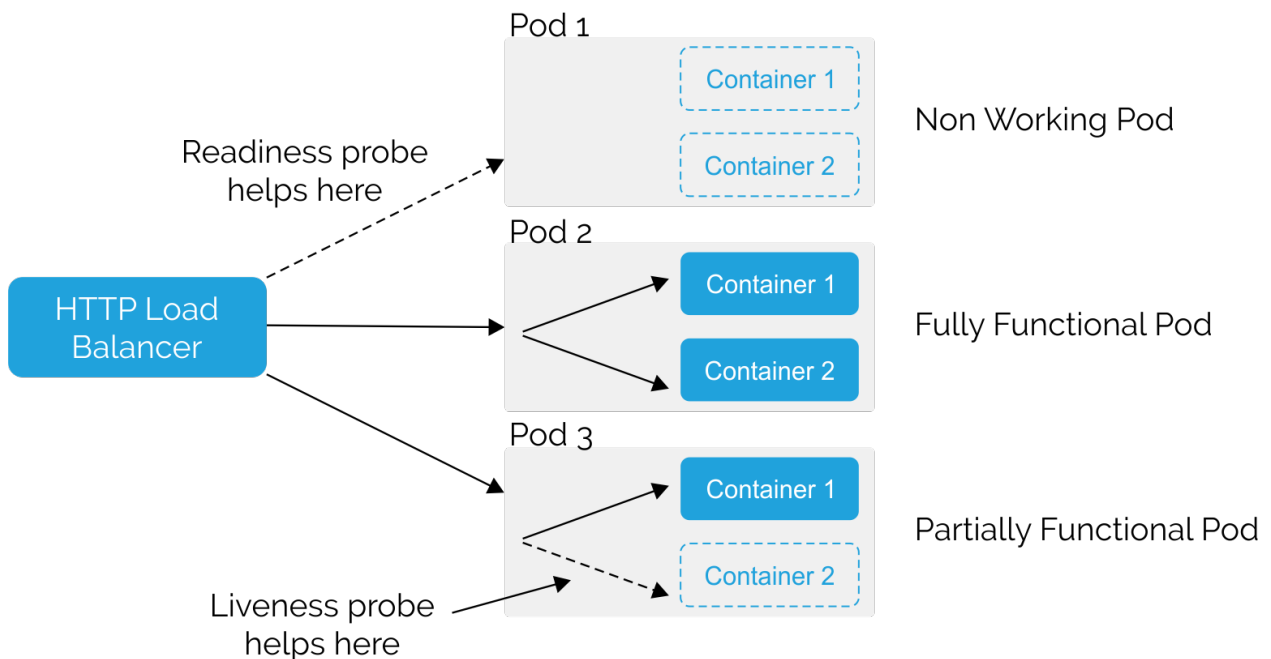 Pod 1
Container 1
Container 2
Non Working Pod
Readiness probe
helps here
Pod 2
Container 1
Container 2
Fully Functional Pod
HTTP Load
Balancer
Pod 3
Container 1
Container 2
Partially Functional Pod
Liveness probe
helps here